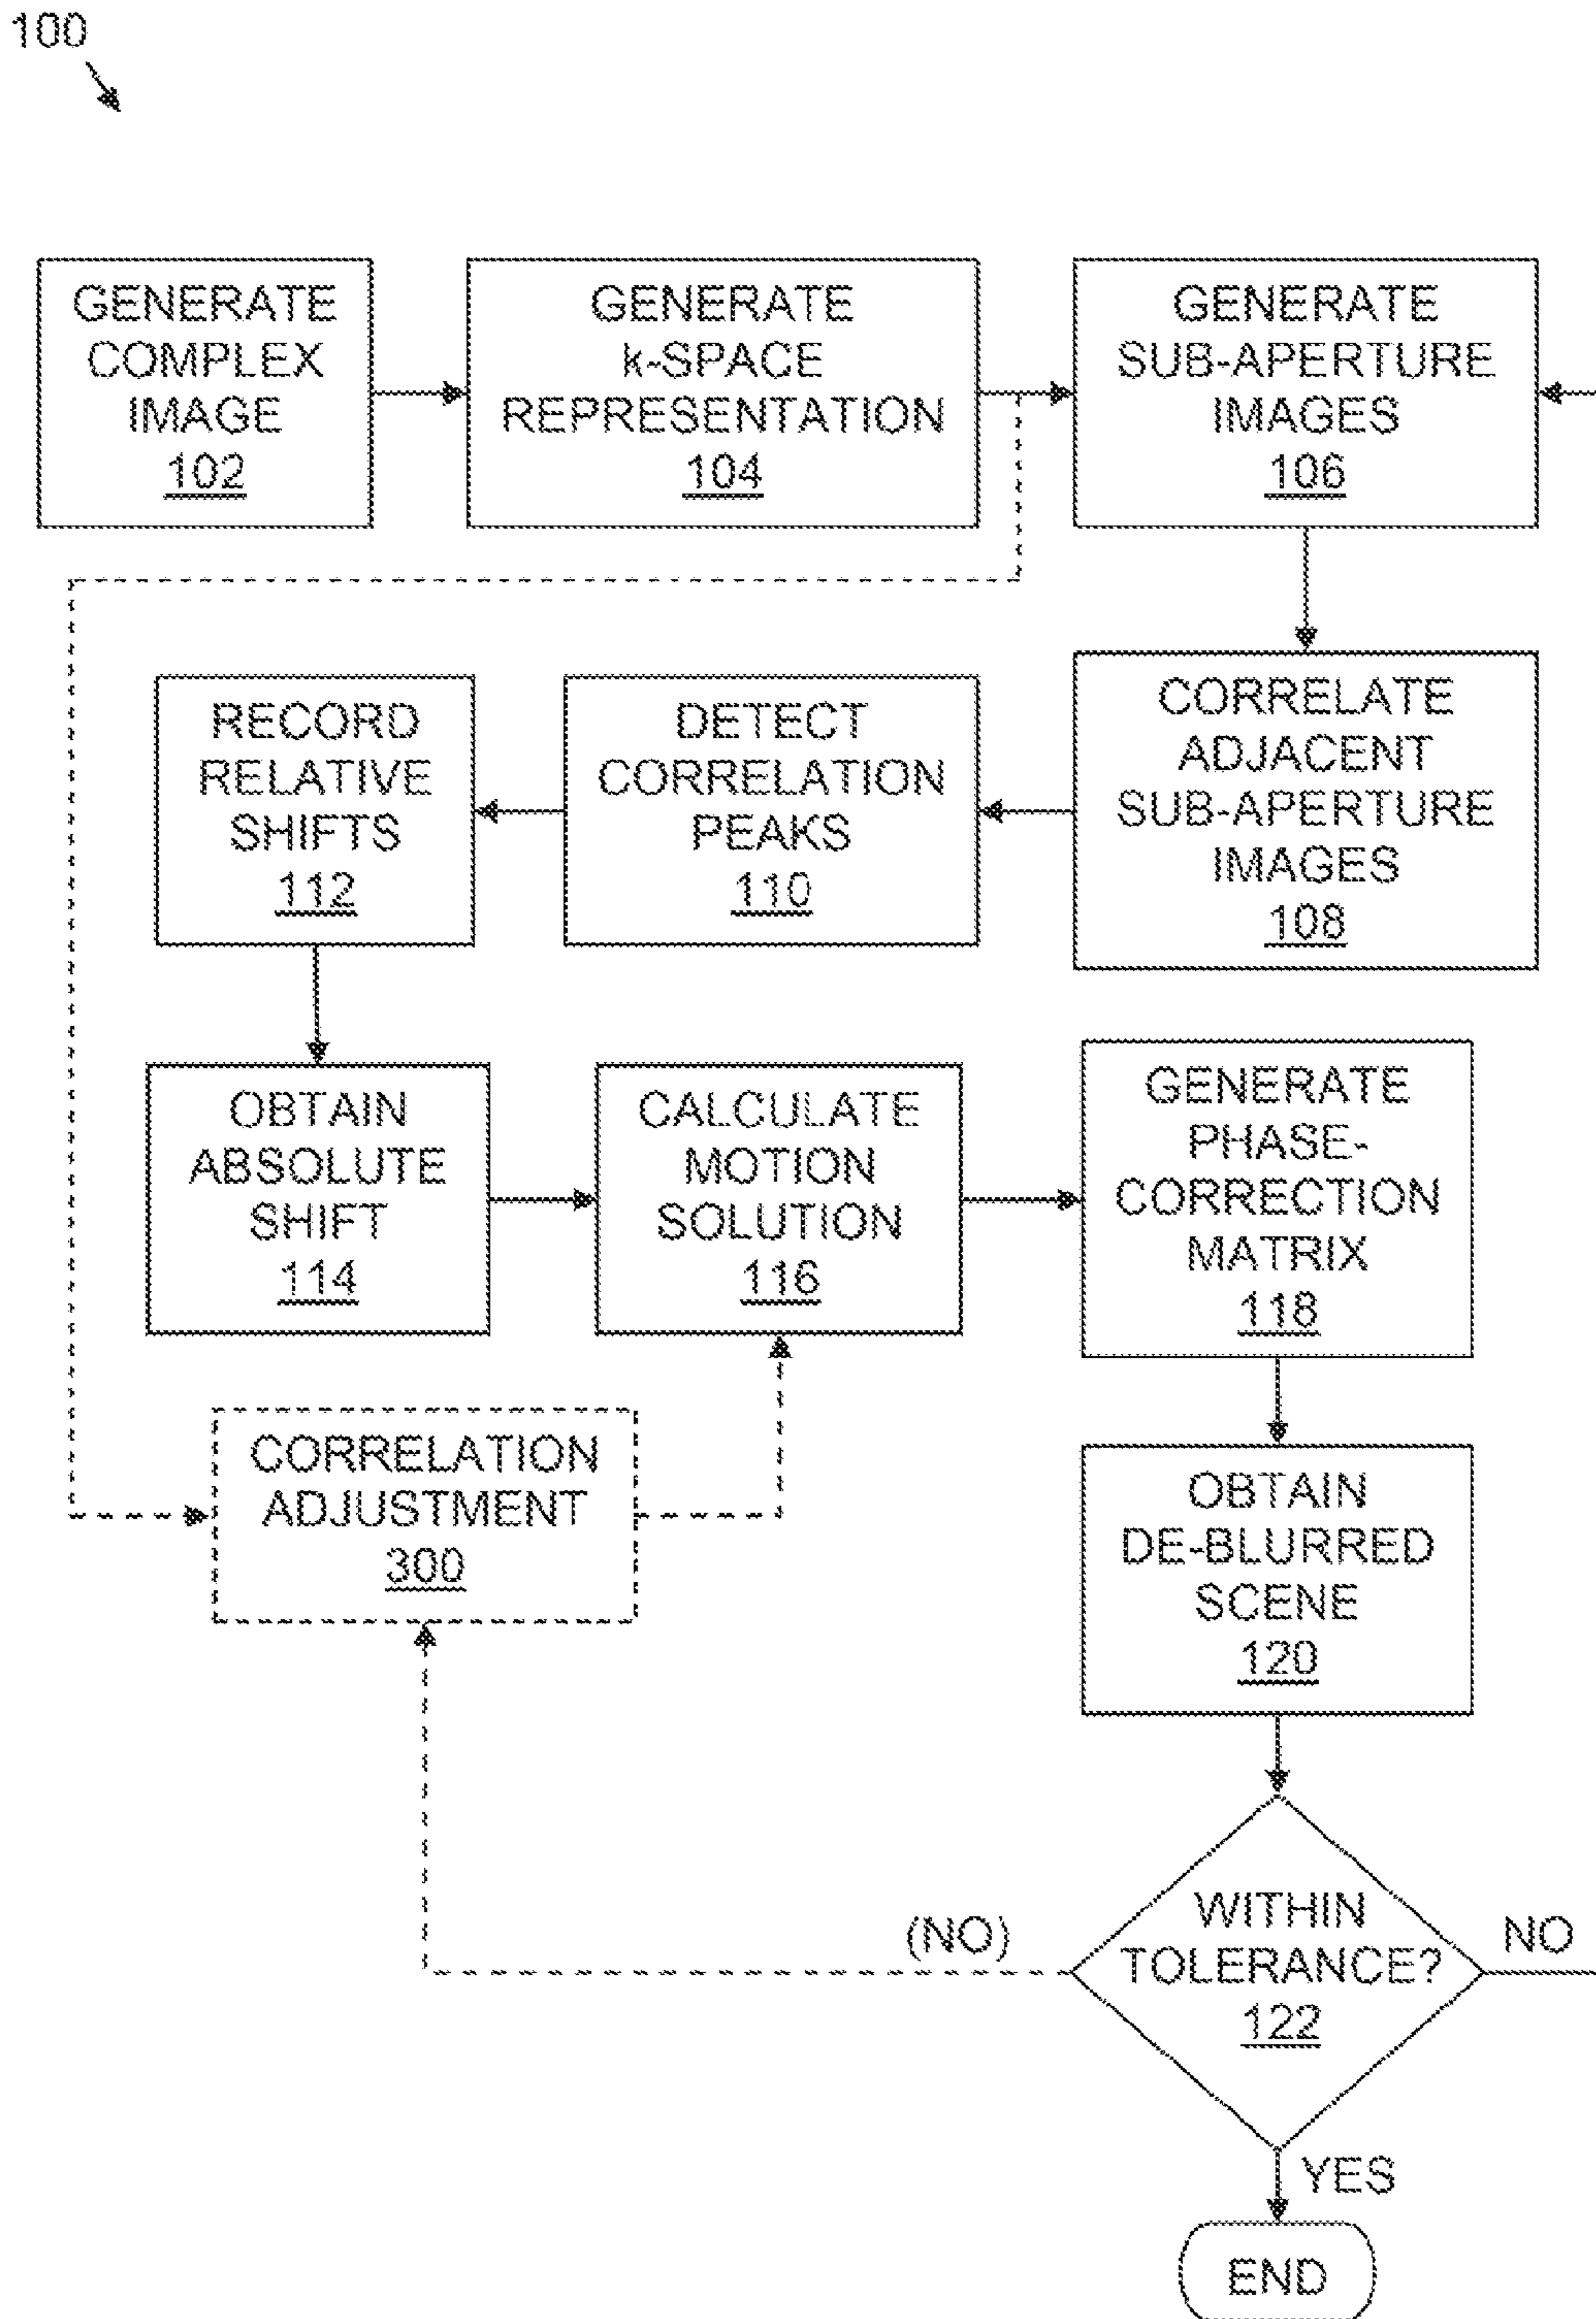 100
GENERATE
COMPLEX
IMAGE
102
GENERATE
k-SPACE
REPRESENTATION
104
GENERATE
SUB-APERTURE
IMAGES
106
CORRELATE
ADJACENT
SUB-APERTURE
IMAGES
108
DETECT
CORRELATION
PEAKS
110
RECORD
RELATIVE
SHIFTS
112
OBTAIN
ABSOLUTE
SHIFT
114
CALCULATE
MOTION
SOLUTION
116
GENERATE
PHASE-
CORRECTION
MATRIX
118
CORRELATION
ADJUSTMENT
300
OBTAIN
DE-BLURRED
SCENE
120
WITHIN
TOLERANCE?
122
(NO)
NO
YES
END